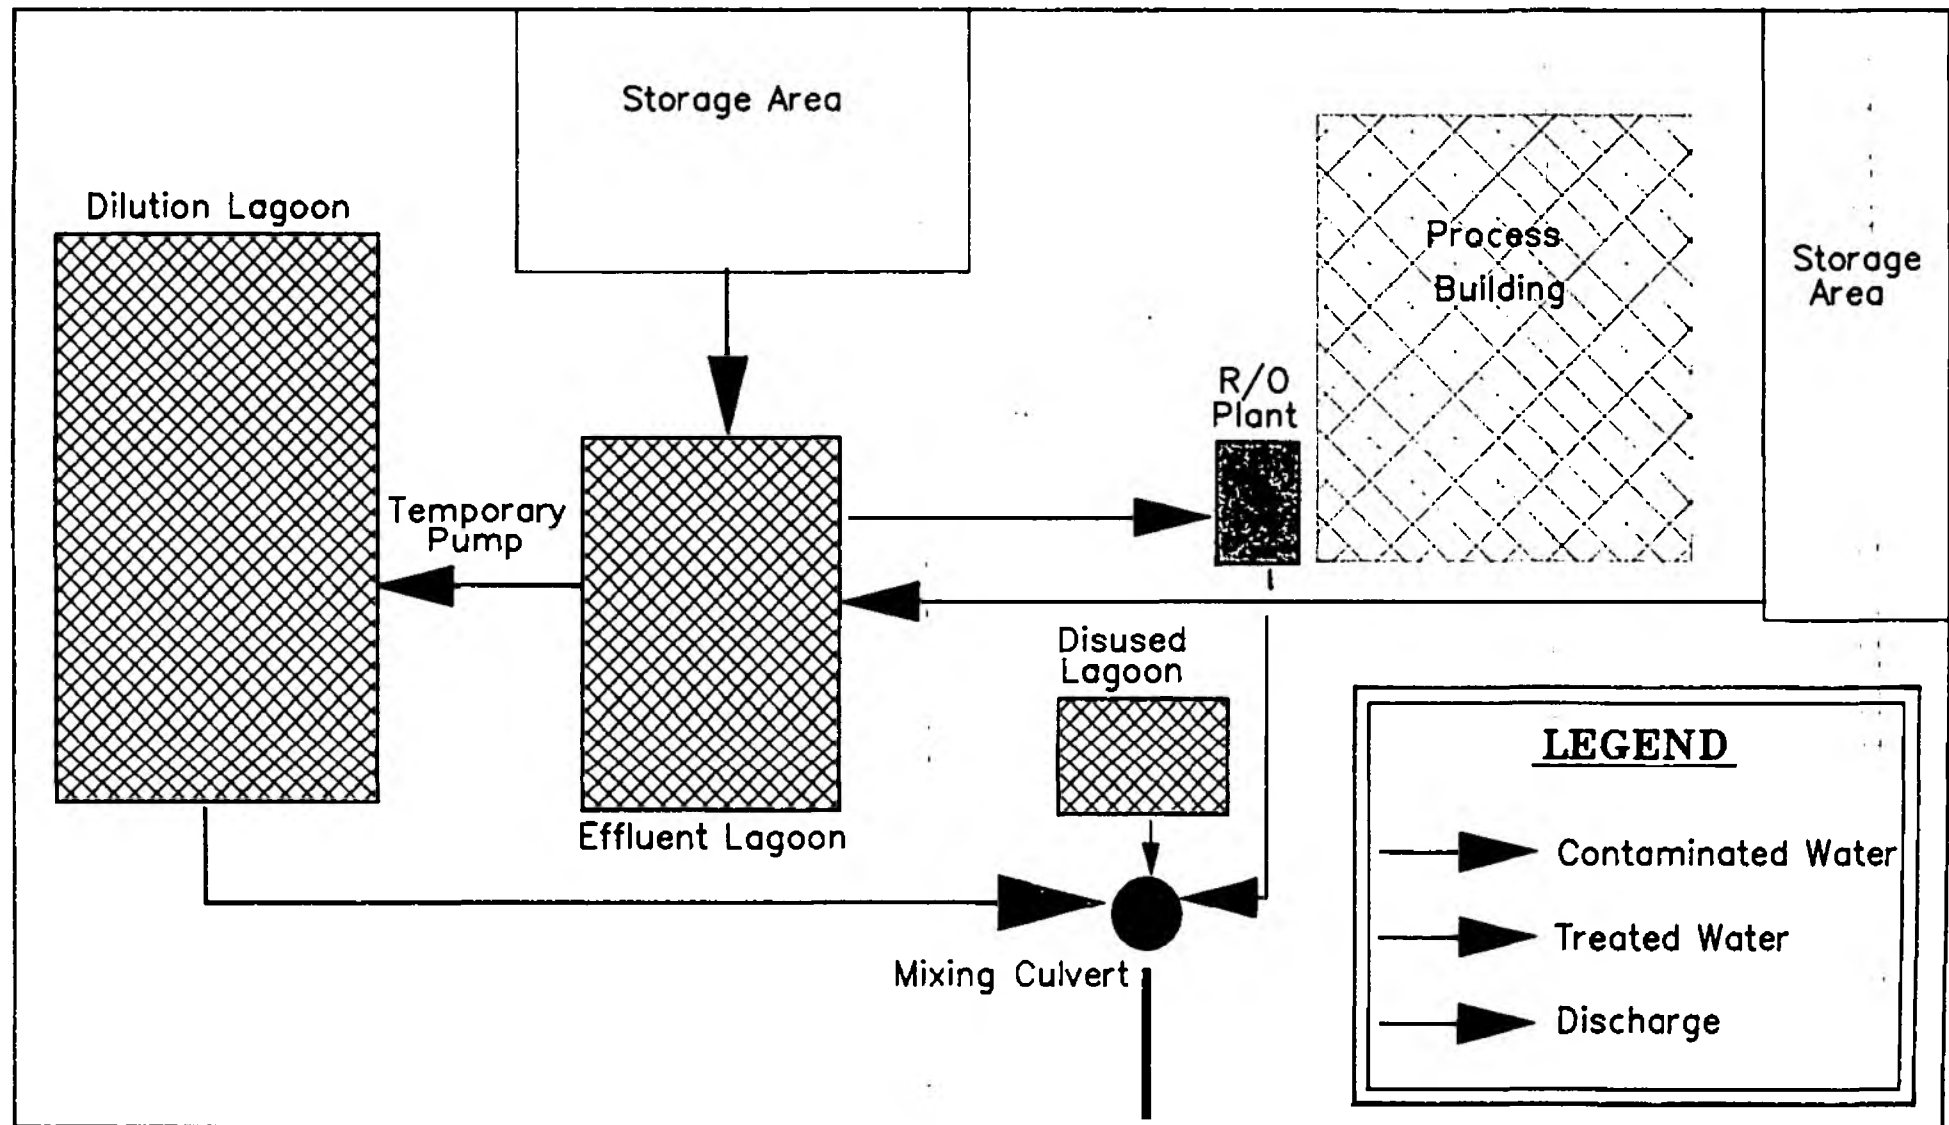 Storage Area
Dilution Lagoon
Process
Building
Storage
Area
R/O
Plant
Temporary
Pump
Disused
Lagoon
Effluent Lagoon
Mixing Culvert
LEGEND
Contaminated Water
Treated Water
Discharge